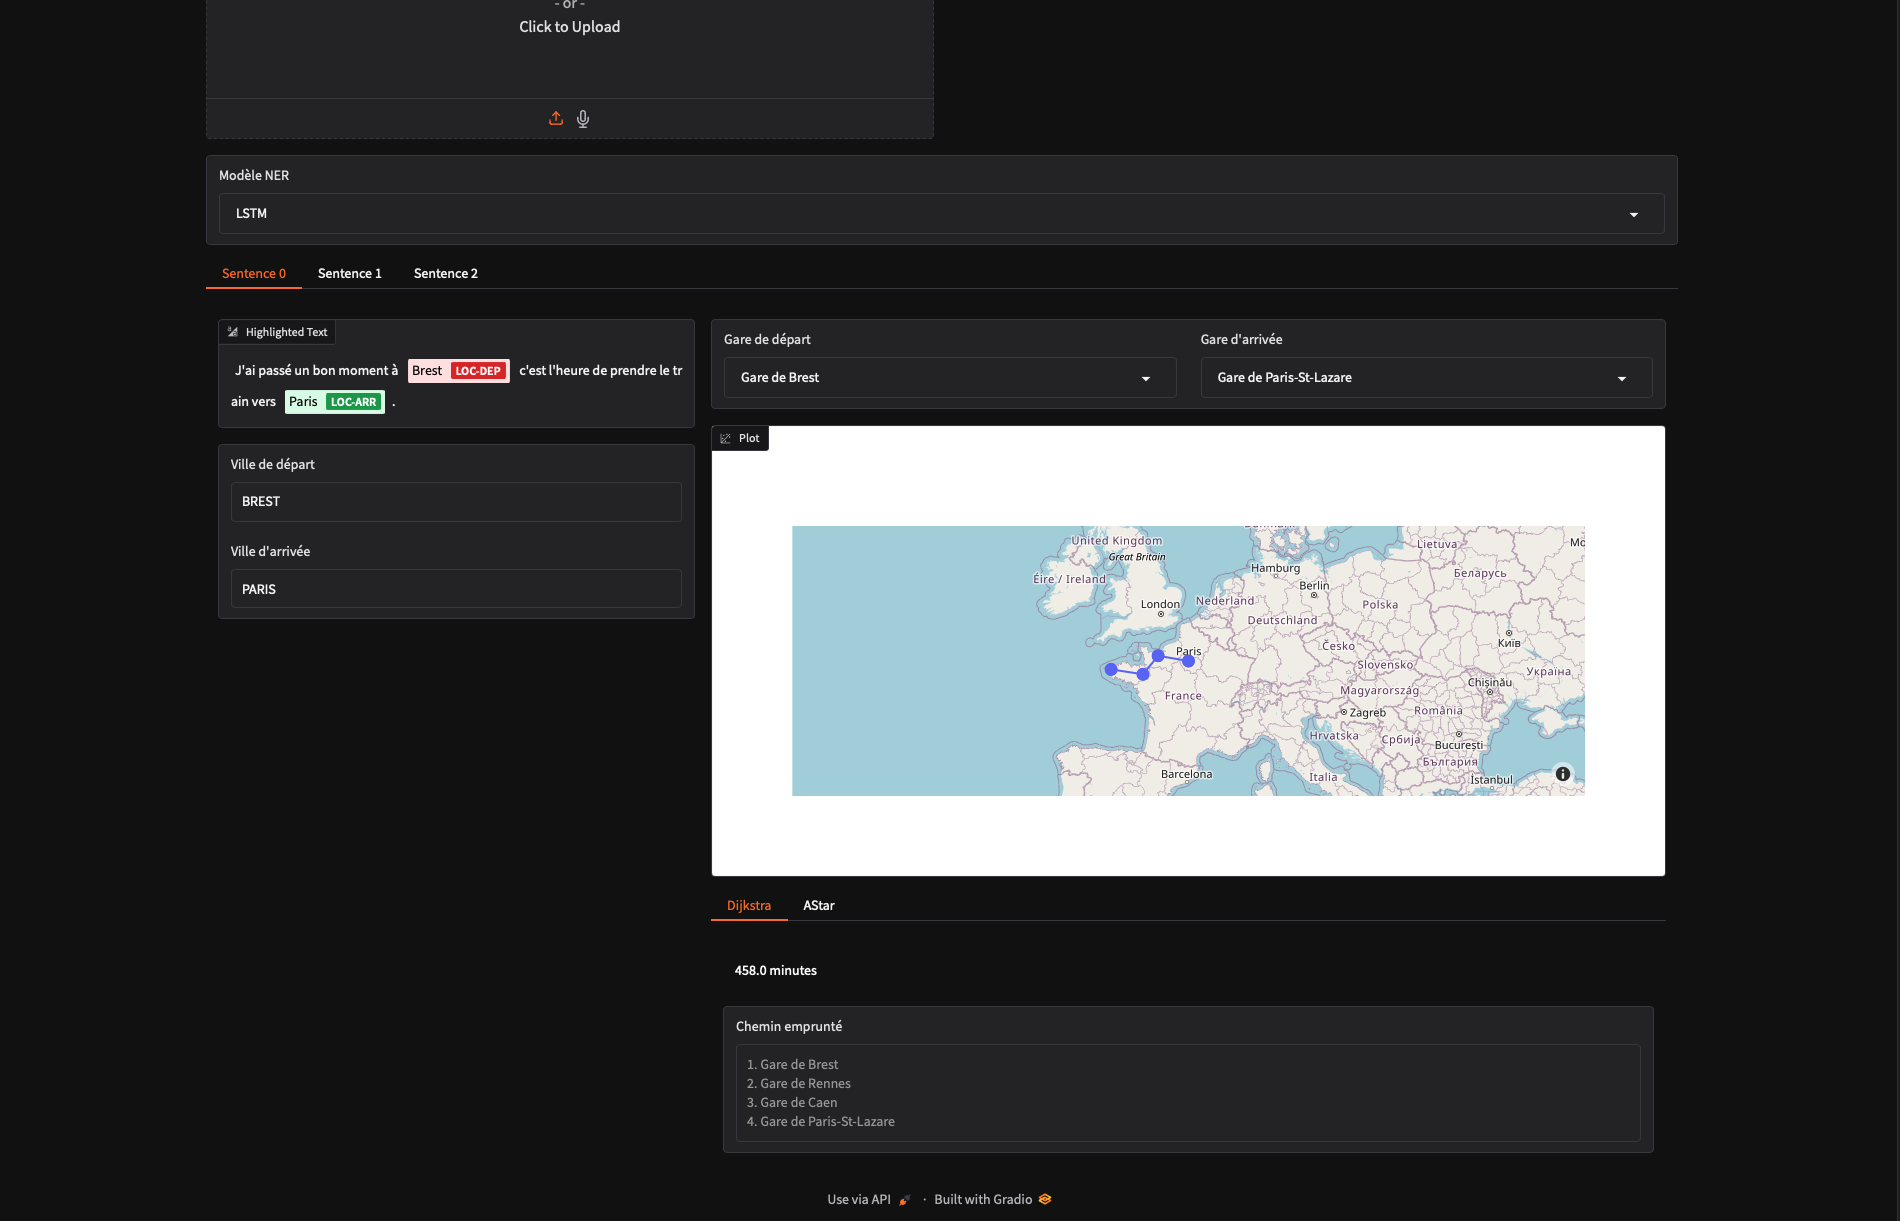 - or -
Click to Upload
Modèle NER
LSTM
Sentence 0 Sentence 1 Sentence 2
Highlighted Text
J'ai passé un bon moment à Brest LOC-DEP c'est l'heure de prendre le tr
ain vers Paris LOC-ARR .
Ville de départ
BREST
Ville d'arrivée
PARIS
Gare de départ
Gare de Brest
Gare d'arrivée
Gare de Paris-St-Lazare
Plot
United Kingdom
Great Britain
Éire / Ireland
London
Nederland
Hamburg
Berlin
Deutschland
Lietuva
Беларусь
Polska
Київ
Česko
Slovensko
Україна
Paris
France
Chișinău
Magyarország
Zagreb
România
Hrvatska
Србија
București
България
Barcelona
Italia
İstanbul
Dijkstra AStar
458.0 minutes
Chemin emprunté
1. Gare de Brest
2. Gare de Rennes
3. Gare de Caen
4. Gare de Paris-St-Lazare
Use via API · Built with Gradio